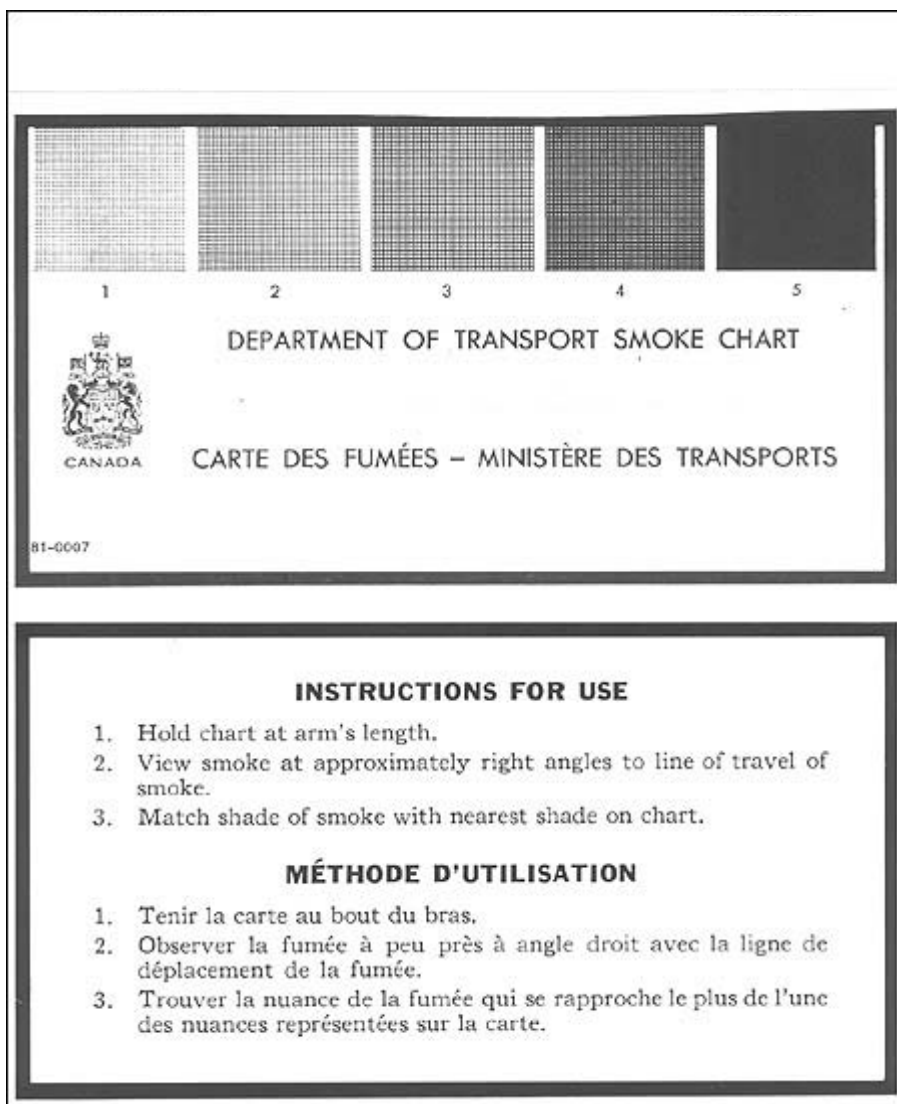 1 2 3 4 5
DEPARTMENT OF TRANSPORT SMOKE CHART
CANADA
CARTE DES FUMÉES – MINISTÈRE DES TRANSPORTS
81-0007
INSTRUCTIONS FOR USE
1. Hold chart at arm's length.
2. View smoke at approximately right angles to line of travel of
smoke.
3. Match shade of smoke with nearest shade on chart.
MÉTHODE D'UTILISATION
1. Tenir la carte au bout du bras.
2. Observer la fumée à peu près à angle droit avec la ligne de
déplacement de la fumée.
3. Trouver la nuance de la fumée qui se rapproche le plus de l'une
des nuances représentées sur la carte.